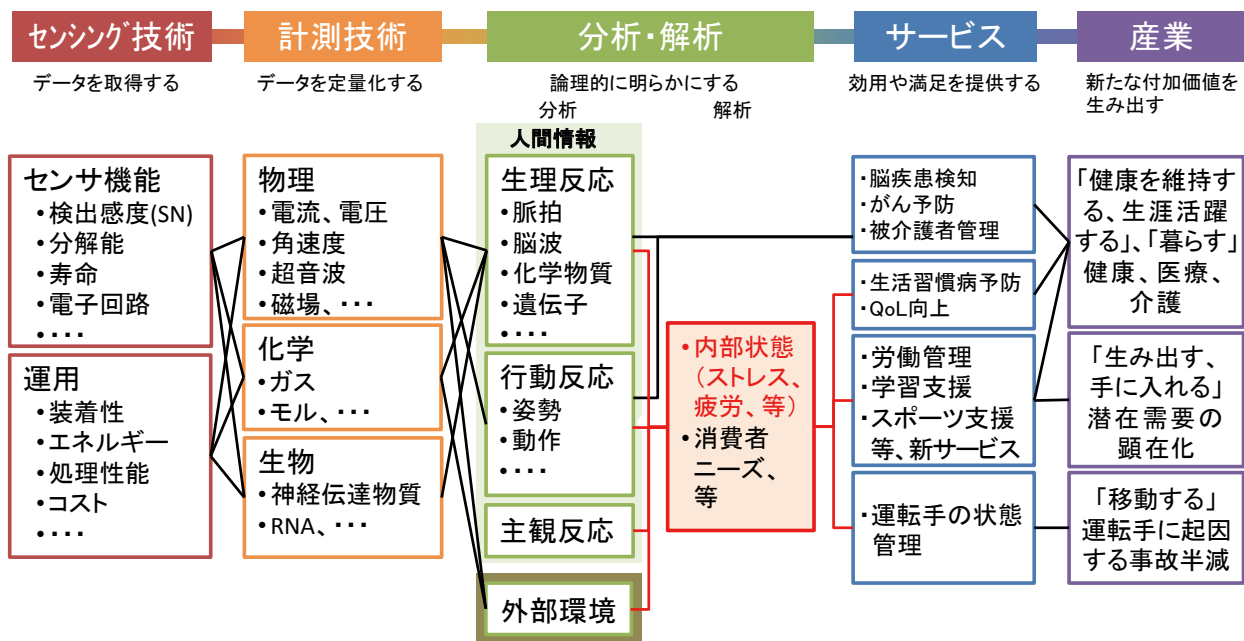 センシング技術
計測技術
分析・解析
サービス
産業
データを取得する
データを定量化する
論理的に明らかにする
効用や満足を提供する
新たな付加価値を
生み出す
分析
解析
人間情報
センサ機能
・検出感度(SN)
・分解能
・寿命
・電子回路
・・・・・
運用
・装着性
・エネルギー
・処理性能
・コスト
・・・・・
物理
・電流、電圧
・角速度
・超音波
・磁場、・・・
化学
・ガス
・モル、・・・
生物
・神経伝達物質
・RNA、・・・
生理反応
・脈拍
・脳波
・化学物質
・遺伝子
・・・・・
行動反応
・姿勢
・動作
・・・・・
主観反応
外部環境
・内部状態
（ストレス、
疲労、等）
・消費者
ニーズ、
等
・脳疾患検知
・がん予防
・被介護者管理
・生活習慣病予防
・QoL向上
・労働管理
・学習支援
・スポーツ支援
等、新サービス
・運転手の状態
管理
「健康を維持す
る、生涯活躍
する」、「暮らす」
健康、医療、
介護
「生み出す、
手に入れる」
潜在需要の
顕在化
「移動する」
運転手に起因
する事故半減